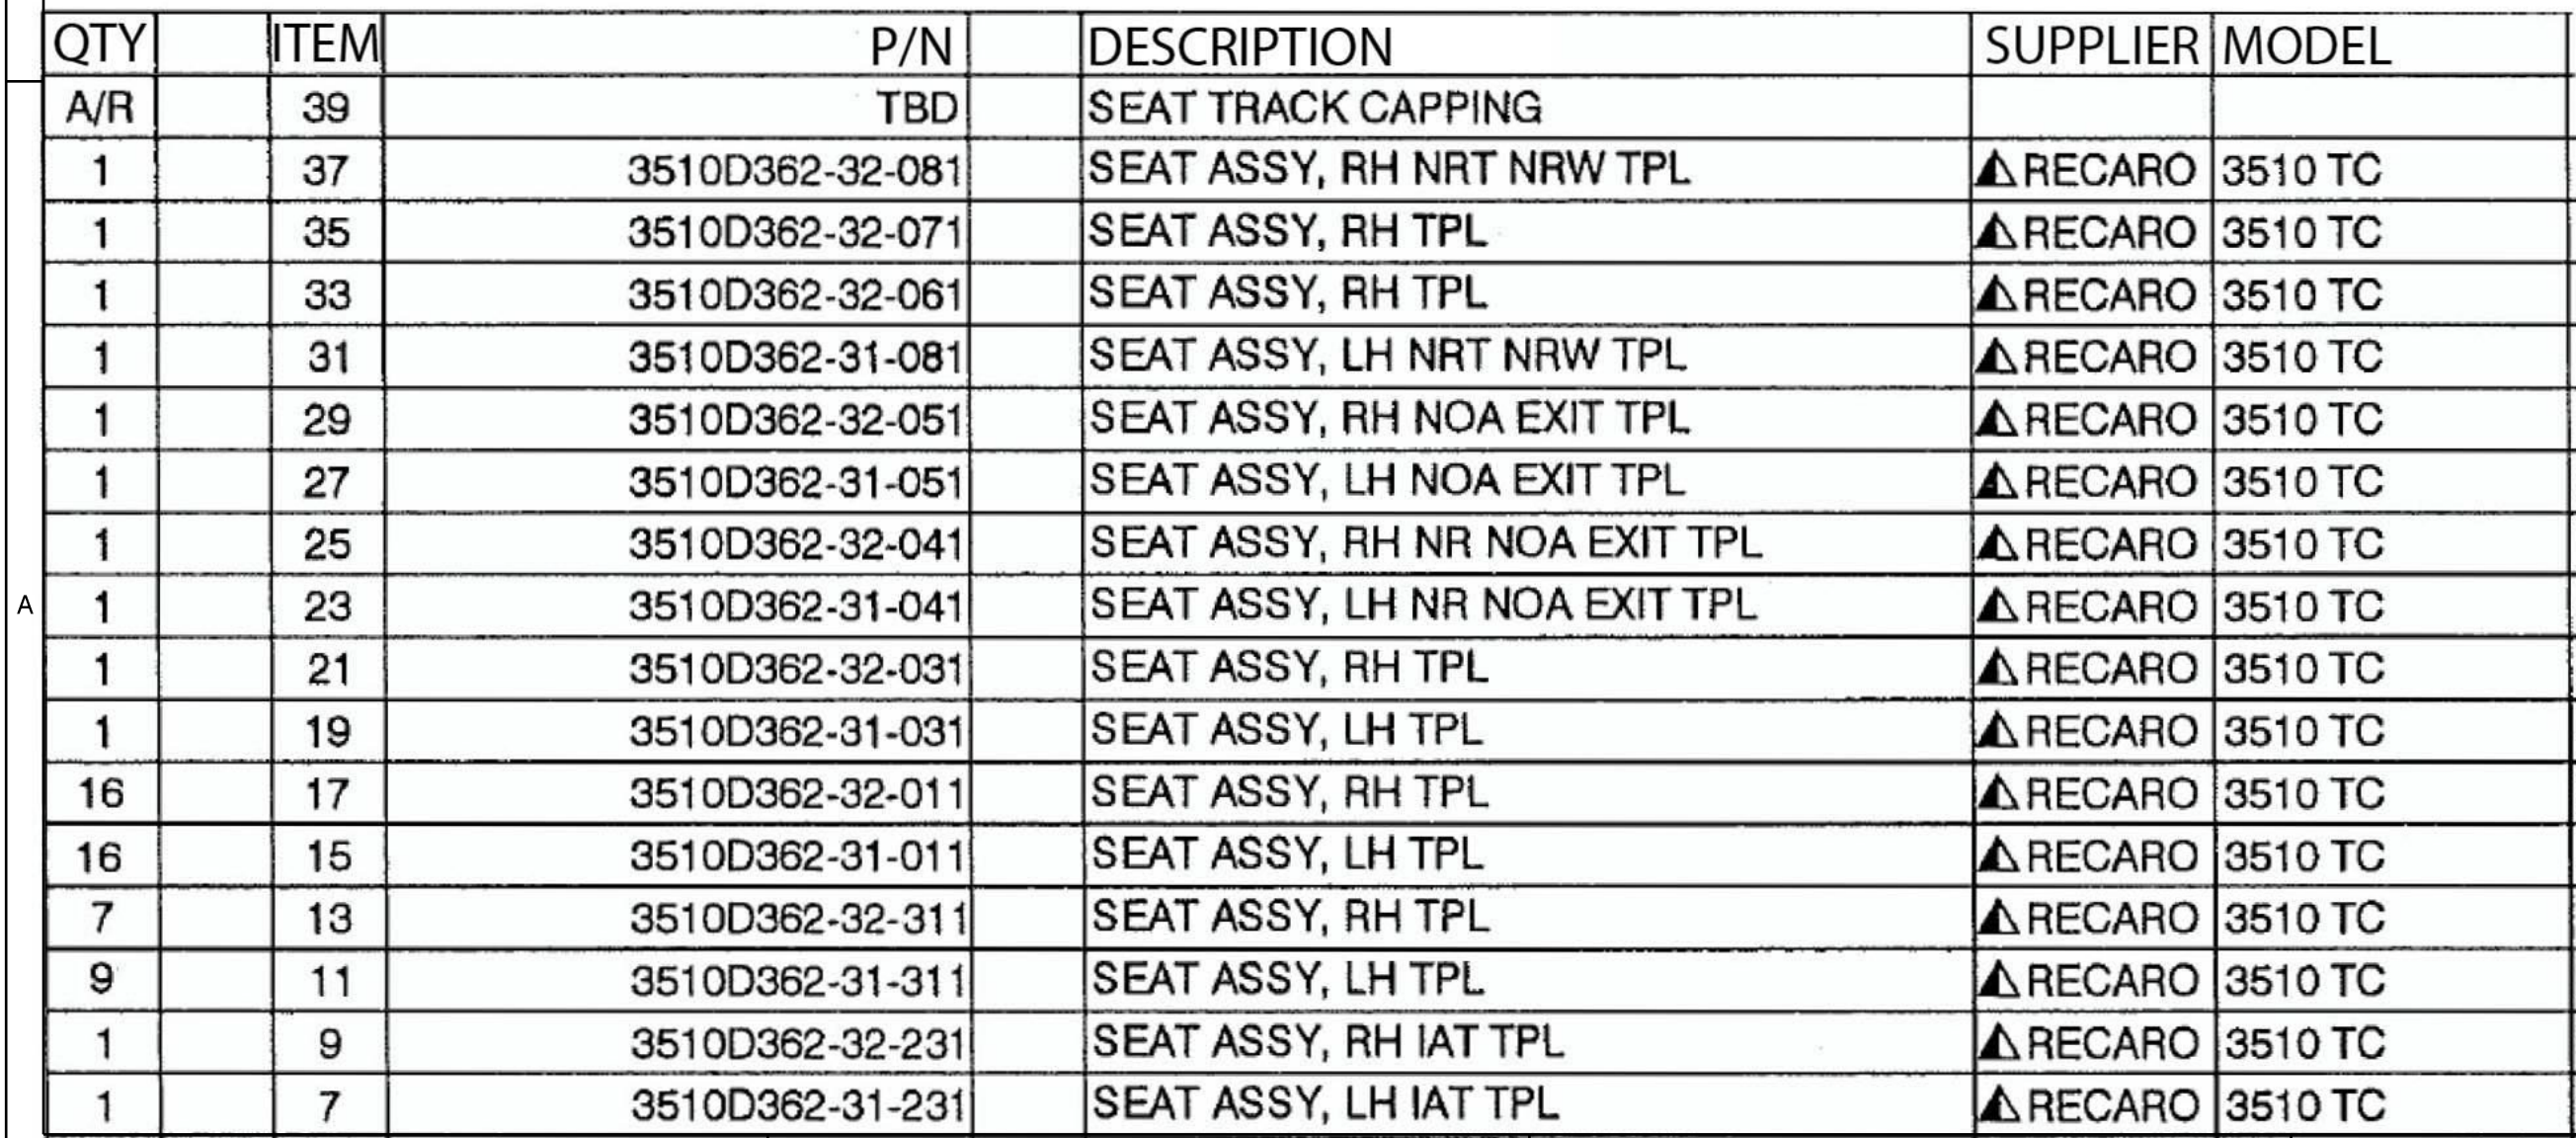 QTY ITEM P/N DESCRIPTION SUPPLIER MODEL
A/R 39 TBD SEAT TRACK CAPPING
1 37 3510D362-32-081 SEAT ASSY, RH NRT NRW TPL RECARO 3510 TC
1 35 3510D362-32-071 SEAT ASSY, RH TPL RECARO 3510 TC
1 33 3510D362-32-061 SEAT ASSY, RH TPL RECARO 3510 TC
1 31 3510D362-31-081 SEAT ASSY, LH NRT NRW TPL RECARO 3510 TC
1 29 3510D362-32-051 SEAT ASSY, RH NOA EXIT TPL RECARO 3510 TC
1 27 3510D362-31-051 SEAT ASSY, LH NOA EXIT TPL RECARO 3510 TC
1 25 3510D362-32-041 SEAT ASSY, RH NR NOA EXIT TPL RECARO 3510 TC
A 1 23 3510D362-31-041 SEAT ASSY, LH NR NOA EXIT TPL RECARO 3510 TC
1 21 3510D362-32-031 SEAT ASSY, RH TPL RECARO 3510 TC
1 19 3510D362-31-031 SEAT ASSY, LH TPL RECARO 3510 TC
16 17 3510D362-32-011 SEAT ASSY, RH TPL RECARO 3510 TC
16 15 3510D362-31-011 SEAT ASSY, LH TPL RECARO 3510 TC
7 13 3510D362-32-311 SEAT ASSY, RH TPL RECARO 3510 TC
9 11 3510D362-31-311 SEAT ASSY, LH TPL RECARO 3510 TC
1 9 3510D362-32-231 SEAT ASSY, RH IAT TPL RECARO 3510 TC
1 7 3510D362-31-231 SEAT ASSY, LH IAT TPL RECARO 3510 TC